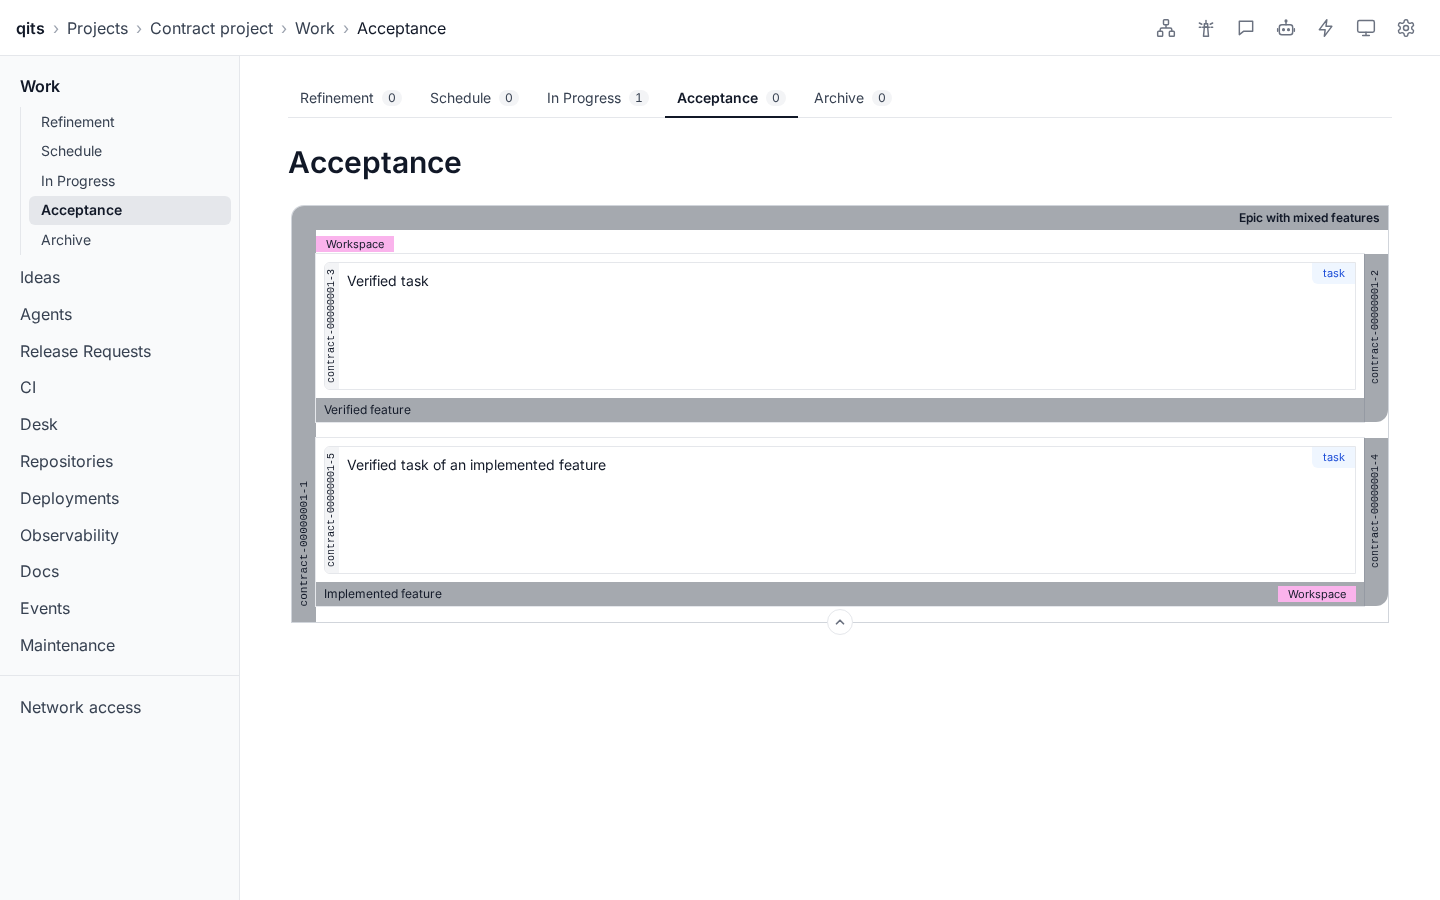 qits › Projects › Contract project › Work › Acceptance
Work
Refinement
Schedule
In Progress
Acceptance
Archive
Ideas
Agents
Release Requests
CI
Desk
Repositories
Deployments
Observability
Docs
Events
Maintenance
Network access
Refinement 0 Schedule 0 In Progress 1 Acceptance 0 Archive 0
Acceptance
Epic with mixed features
contract-00000001-1
Workspace
contract-00000001-3
Verified task
task
contract-00000001-2
Verified feature
contract-00000001-5
Verified task of an implemented feature
task
contract-00000001-4
Implemented feature
Workspace